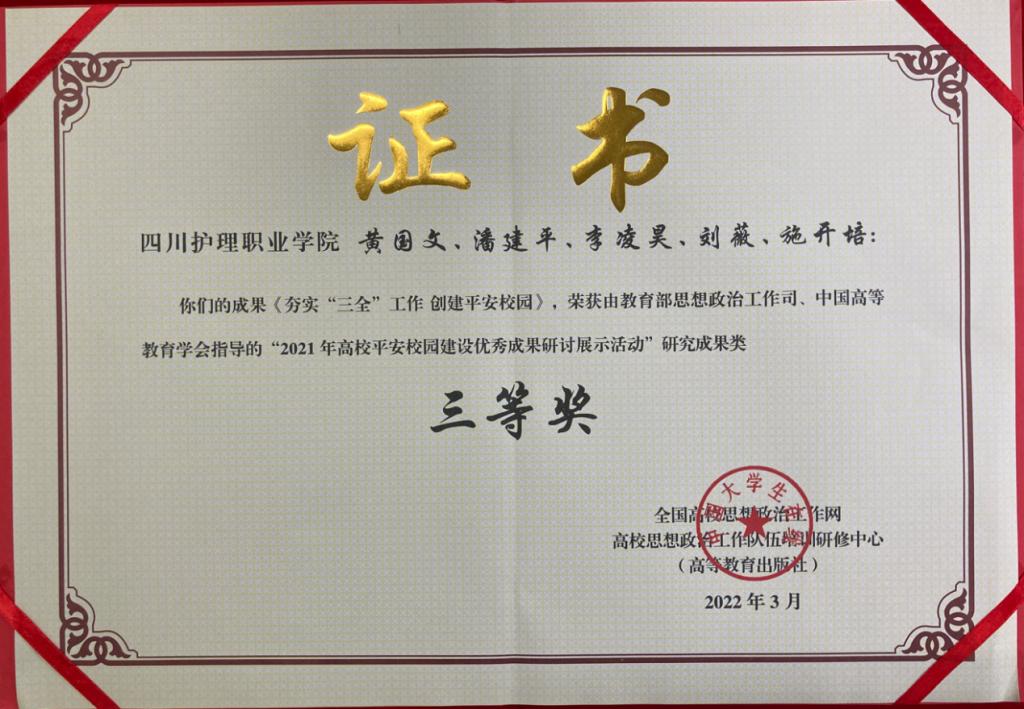 证书
四川护理职业学院 黄国文、潘建平、李凌昊、刘薇、施开培：
你们的成果《夯实“三全”工作 创建平安校园》，荣获由教育部思想政治工作司、中国高等
教育学会指导的“2021年高校平安校园建设优秀成果研讨展示活动”研究成果类
三等奖
中国大学生在线
全国高校思想政治工作网
高校思想政治工作队伍培训研修中心
（高等教育出版社）
2022年3月